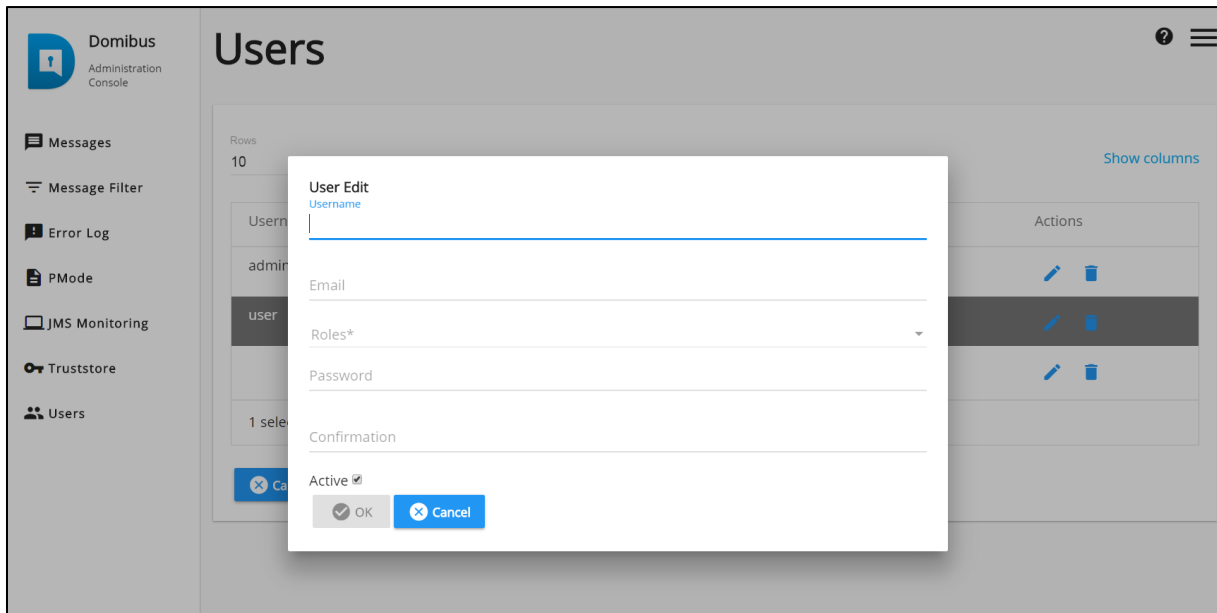 Domibus
Administration
Console
Users
Messages
Message Filter
Error Log
PMode
JMS Monitoring
Truststore
Users
Rows
10
Show columns
Usern
Actions
admin
user
1 sele
Ca
User Edit
Username
Email
Roles*
Password
Confirmation
Active
OK
Cancel